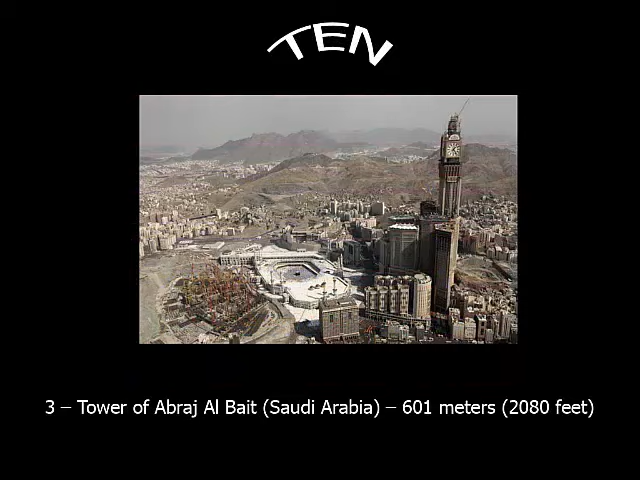 TEN
3 – Tower of Abraj Al Bait (Saudi Arabia) – 601 meters (2080 feet)